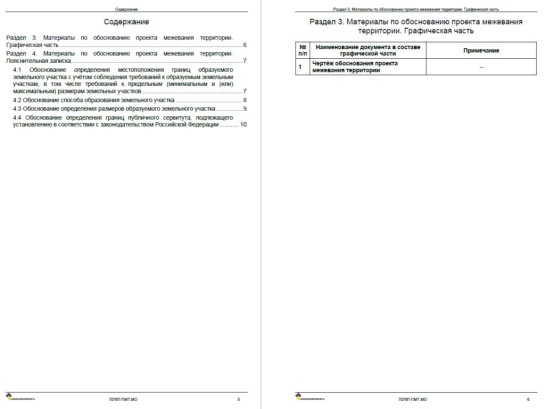 Содержание
Содержание
Раздел 3. Материалы по обоснованию проекта межевания территории.
Графическая часть 6
Раздел 4. Материалы по обоснованию проекта межевания территории.
Пояснительная записка 7
4.1 Обоснование определения местоположения границ образуемого
земельного участка с учётом соблюдения требований к образуемым земельным
участкам, в том числе требований к предельным (минимальным и (или)
максимальным) размерам земельных участков 7
4.2 Обоснование способа образования земельного участка 8
4.3 Обоснование определения размеров образуемого земельного участка 9
4.4 Обоснование определения границ публичного сервитута, подлежащего
установлению в соответствии с законодательством Российской Федерации 10
5
Раздел 3. Материалы по обоснованию проекта межевания территории. Графическая часть
Раздел 3. Материалы по обоснованию проекта межевания
территории. Графическая часть
№ п/п Наименование документа в составе графической части Примечание
1 Чертёж обоснования проекта межевания территории –
6